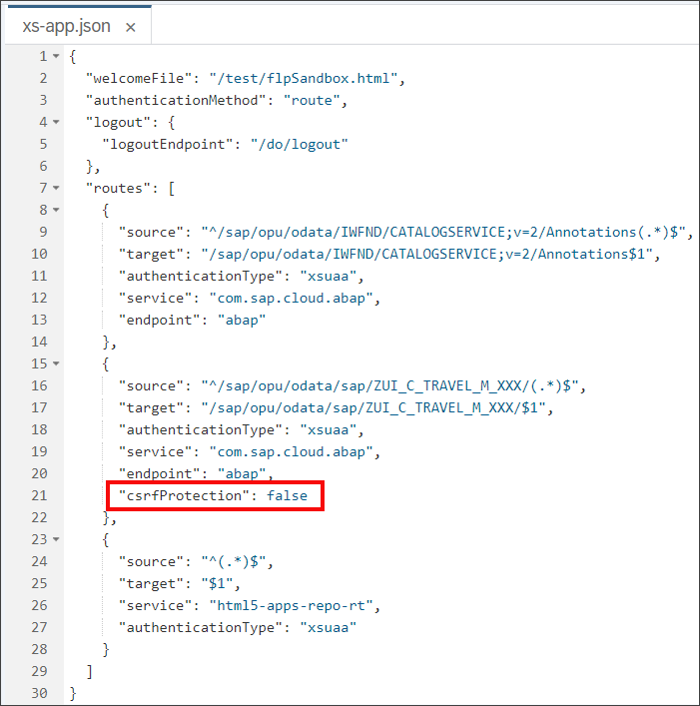 xs-app.json ×
1 {
2 "welcomeFile": "/test/flpSandbox.html",
3 "authenticationMethod": "route",
4 "logout": {
5 "logoutEndpoint": "/do/logout"
6 },
7 "routes": [
8 {
9 "source": "^/sap/opu/odata/IWFND/CATALOGSERVICE;v=2/Annotations(.*)$",
10 "target": "/sap/opu/odata/IWFND/CATALOGSERVICE;v=2/Annotations$1",
11 "authenticationType": "xsuaa",
12 "service": "com.sap.cloud.abap",
13 "endpoint": "abap"
14 },
15 {
16 "source": "^/sap/opu/odata/sap/ZUI_C_TRAVEL_M_XXX/(.*)$",
17 "target": "/sap/opu/odata/sap/ZUI_C_TRAVEL_M_XXX/$1",
18 "authenticationType": "xsuaa",
19 "service": "com.sap.cloud.abap",
20 "endpoint": "abap",
21 "csrfProtection": false
22 },
23 {
24 "source": "^(.*)$",
25 "target": "$1",
26 "service": "html5-apps-repo-rt",
27 "authenticationType": "xsuaa"
28 }
29 ]
30 }